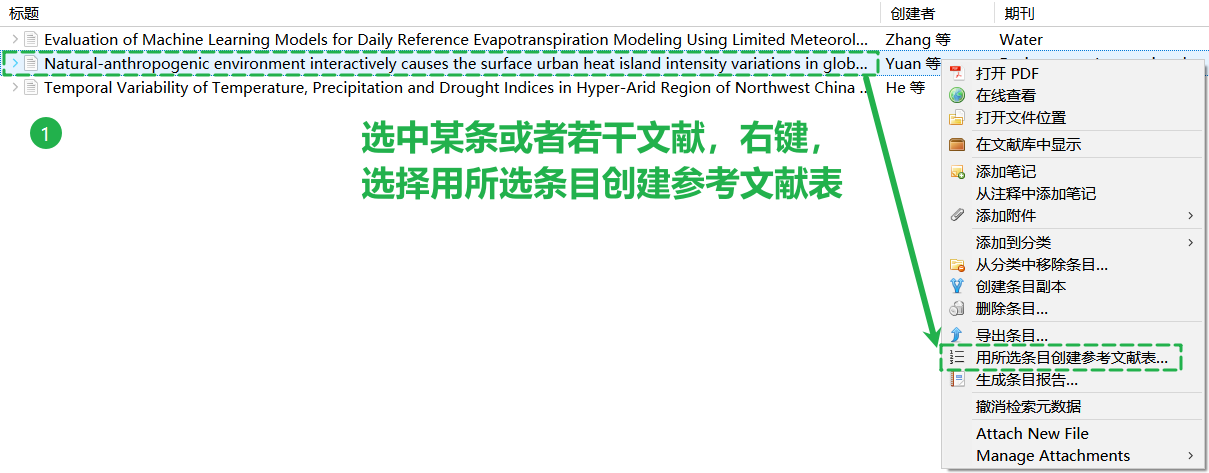 标题 创建者 期刊
Evaluation of Machine Learning Models for Daily Reference Evapotranspiration Modeling Using Limited Meteorol... Zhang 等 Water
Natural-anthropogenic environment interactively causes the surface urban heat island intensity variations in glob... Yuan 等
Temporal Variability of Temperature, Precipitation and Drought Indices in Hyper-Arid Region of Northwest China ... He 等
1
选中某条或者若干文献，右键，
选择用所选条目创建参考文献表
打开 PDF
在线查看
打开文件位置
在文献库中显示
添加笔记
从注释中添加笔记
添加附件
添加到分类
从分类中移除条目...
创建条目副本
删除条目...
导出条目...
用所选条目创建参考文献表...
生成条目报告...
撤消检索元数据
Attach New File
Manage Attachments